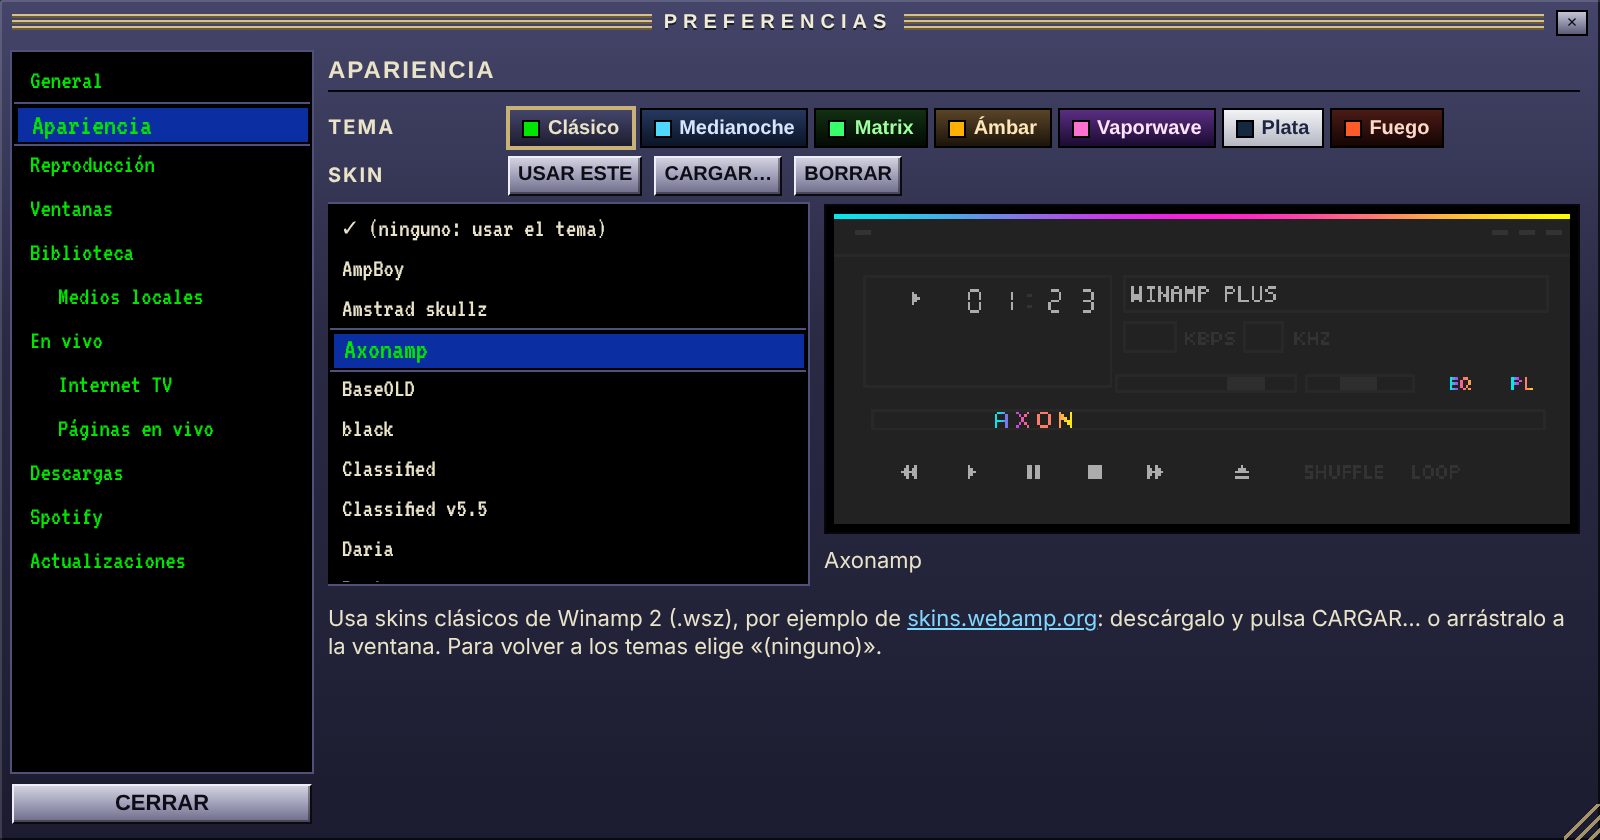 PREFERENCIAS
×
General
Apariencia
Reproducción
Ventanas
Biblioteca
Medios locales
En vivo
Internet TV
Páginas en vivo
Descargas
Spotify
Actualizaciones
CERRAR
APARIENCIA
TEMA
Clásico
Medianoche
Matrix
Ámbar
Vaporwave
Plata
Fuego
SKIN
USAR ESTE
CARGAR...
BORRAR
✓ (ninguno: usar el tema)
AmpBoy
Amstrad skullz
Axonamp
BaseOLD
black
Classified
Classified v5.5
Daria
01:23
WINAMP PLUS
KBPS
KHZ
EQ
PL
AXON
SHUFFLE
LOOP
Axonamp
Usa skins clásicos de Winamp 2 (.wsz), por ejemplo de skins.webamp.org: descárgalo y pulsa CARGAR... o arrástralo a
la ventana. Para volver a los temas elige «(ninguno)».